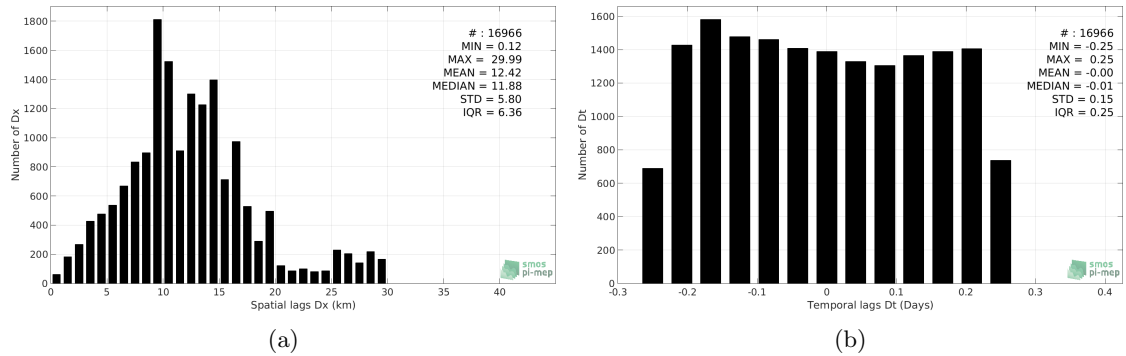 1800
1600
1400
1200
1000
800
600
400
200
0
Number of Dx
# : 16966
MIN = 0.12
MAX = 29.99
MEAN = 12.42
MEDIAN = 11.88
STD = 5.80
IQR = 6.36
smos
pi-mep
0 5 10 15 20 25 30 35 40
Spatial lags Dx (km)
(a)
1600
1400
1200
1000
800
600
400
200
0
Number of Dt
# : 16966
MIN = -0.25
MAX = 0.25
MEAN = -0.00
MEDIAN = -0.01
STD = 0.15
IQR = 0.25
smos
pi-mep
-0.3 -0.2 -0.1 0 0.1 0.2 0.3 0.4
Temporal lags Dt (Days)
(b)